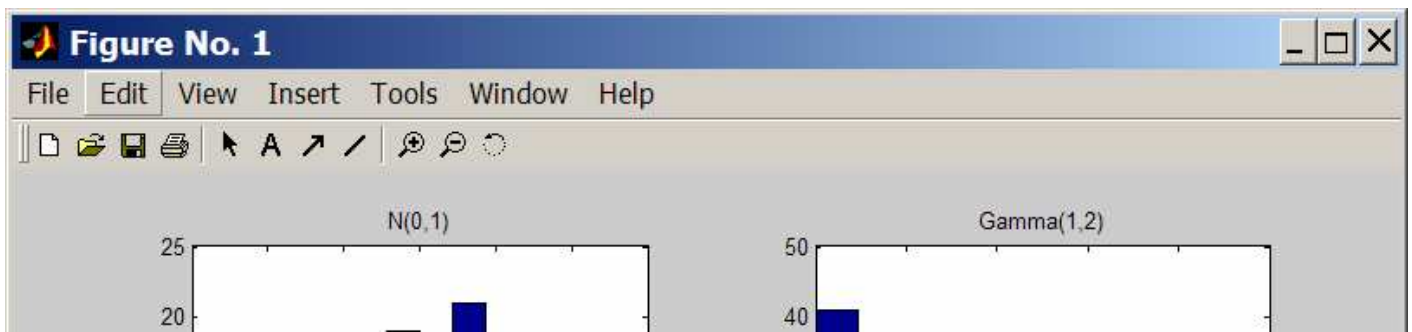 Figure No. 1
File Edit View Insert Tools Window Help
A
N(0,1) Gamma(1,2)
25 50
20 40